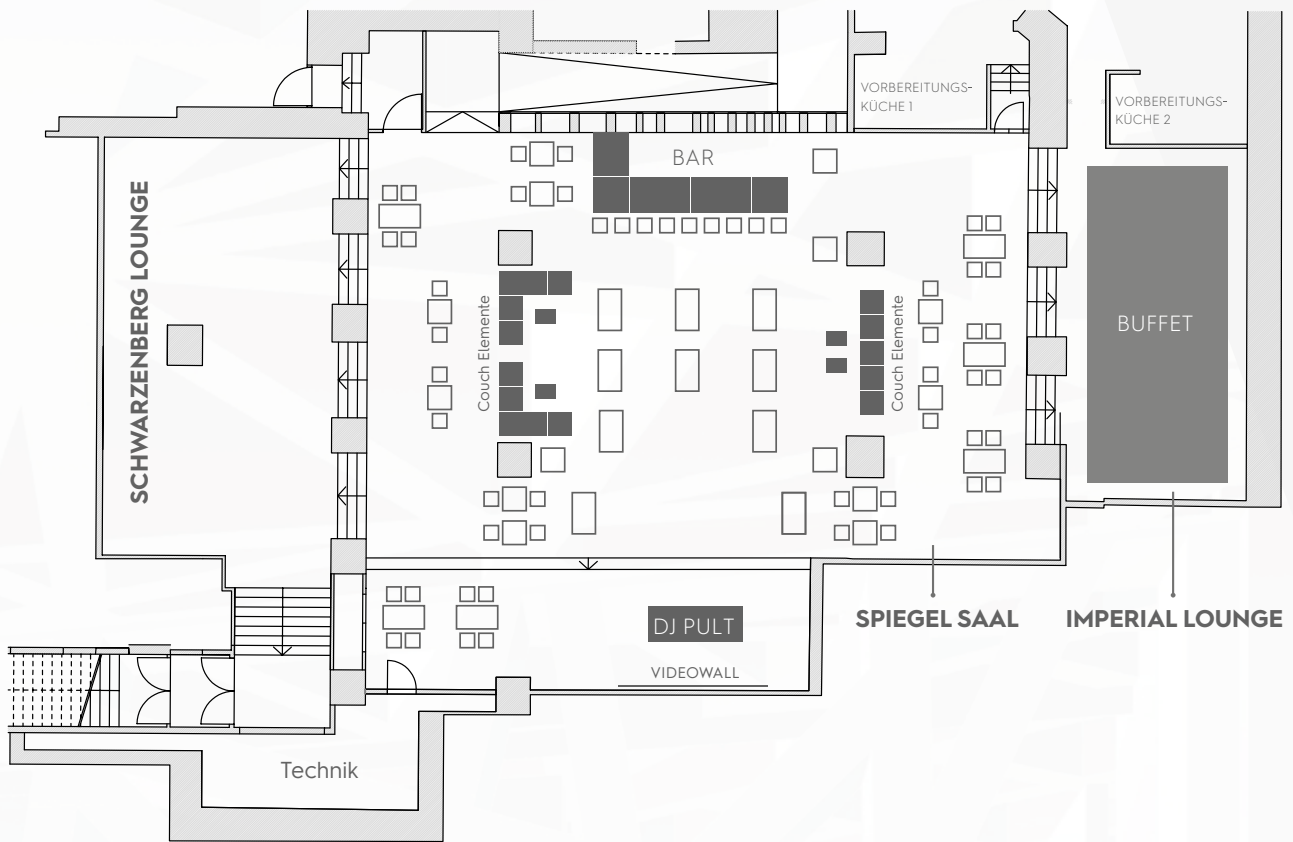 VORBEREITUNGS-
KÜCHE 1
VORBEREITUNGS-
KÜCHE 2
BAR
SCHWARZENBERG LOUNGE
Couch Elemente
Couch Elemente
BUFFET
SPIEGEL SAAL
IMPERIAL LOUNGE
DJ PULT
VIDEOWALL
Technik